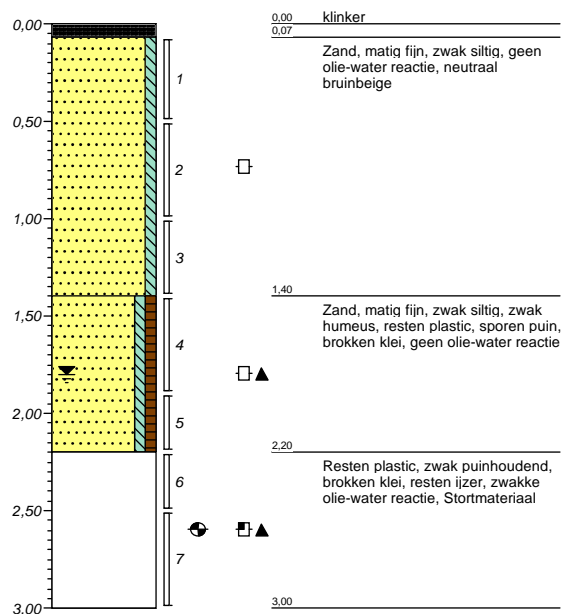 0,00
0,50
1,00
1,50
2,00
2,50
3,00
1
2
3
4
5
6
7
0,00 klinker
0,07
Zand, matig fijn, zwak siltig, geen
olie-water reactie, neutraal
bruinbeige
1,40
Zand, matig fijn, zwak siltig, zwak
humeus, resten plastic, sporen puin,
brokken klei, geen olie-water reactie
2,20
Resten plastic, zwak puinhoudend,
brokken klei, resten ijzer, zwakke
olie-water reactie, Stortmateriaal
3,00